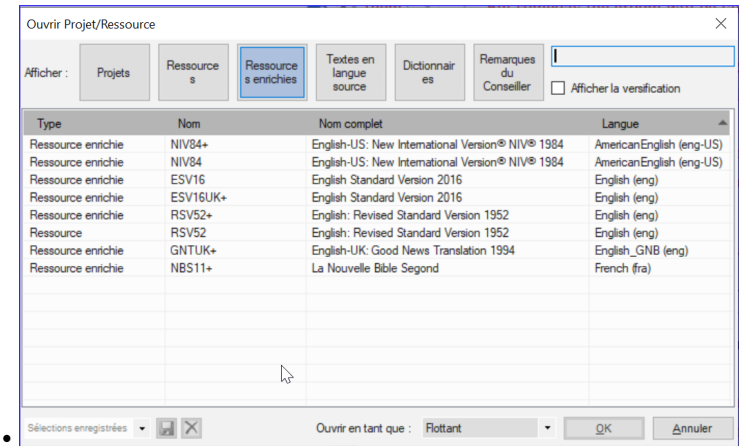 Ouvrir Projet/Ressource
Afficher :
Projets
Ressource
s
Ressource
s enrichies
Textes en
langue
source
Dictionnair
es
Remarques
du
Conseiller
Afficher la versification
Type Nom Nom complet Langue
Ressource enrichie NIV84+ English-US: New International Version® NIV® 1984 AmericanEnglish (eng-US)
Ressource enrichie NIV84 English-US: New International Version® NIV® 1984 AmericanEnglish (eng-US)
Ressource enrichie ESV16 English Standard Version 2016 English (eng)
Ressource enrichie ESV16UK+ English Standard Version 2016 English (eng)
Ressource enrichie RSV52+ English: Revised Standard Version 1952 English (eng)
Ressource RSV52 English: Revised Standard Version 1952 English (eng)
Ressource enrichie GNTUK+ English-UK: Good News Translation 1994 English_GNB (eng)
Ressource enrichie NBS11+ La Nouvelle Bible Segond French (fra)
Sélections enregistrées Ouvrir en tant que : Flottant OK Annuler